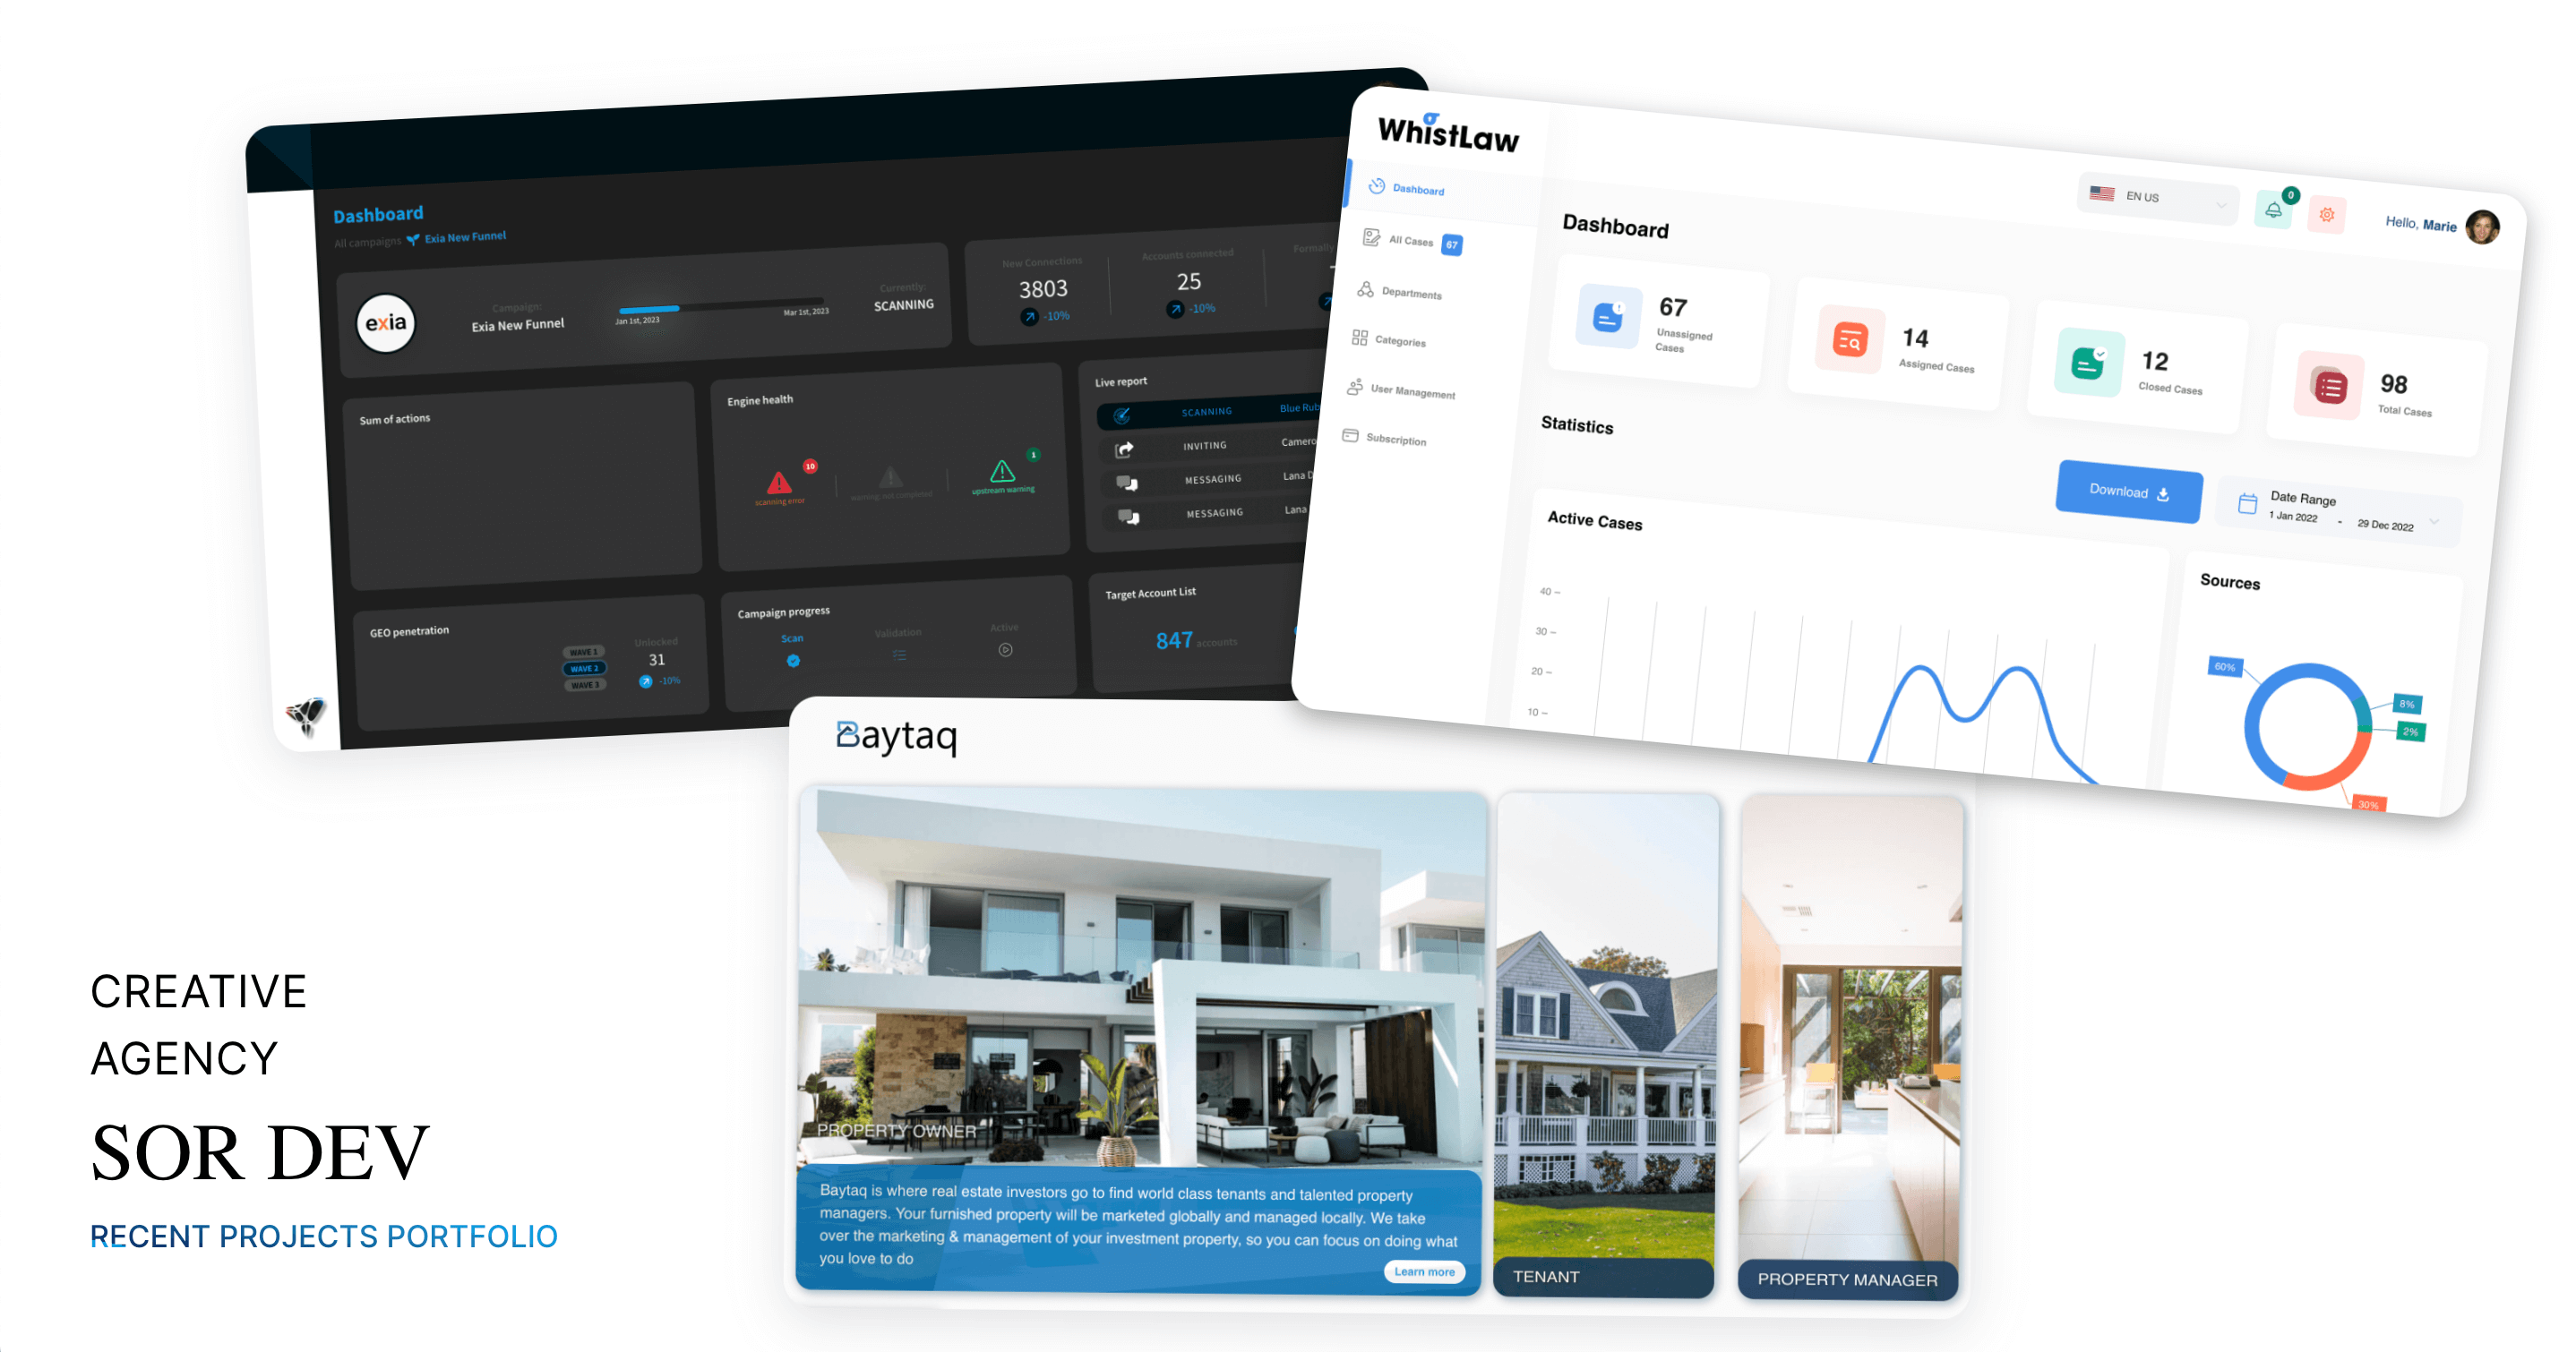 Dashboard
All campaigns Exia New Funnel
exia
Campaign:
Exia New Funnel
Jan 1st, 2023
Mar 1st, 2023
Currently:
SCANNING
New Connections
3803
-10%
Accounts connected
25
-10%
Formally
Sum of actions
Engine health
10
scanning error
warning not completed
1
upstream warning
Live report
SCANNING Blue Rub
INVITING Camero
MESSAGING Lana D
MESSAGING Lana
GEO penetration
WAVE 1
WAVE 2
WAVE 3
Unlocked
31
-10%
Campaign progress
Scan
Validation
Active
Target Account List
847 accounts
WhistLaw
Dashboard
All Cases 67
Departments
Categories
User Management
Subscription
EN US
0
Hello, Marie
Dashboard
67
Unassigned
Cases
14
Assigned Cases
12
Closed Cases
98
Total Cases
Statistics
Download
Date Range
1 Jan 2022 - 29 Dec 2022
Active Cases
40
30
20
10
Sources
60%
8%
2%
30%
Baytaq
PROPERTY OWNER
Baytaq is where real estate investors go to find world class tenants and talented property
managers. Your furnished property will be marketed globally and managed locally. We take
over the marketing & management of your investment property, so you can focus on doing what
you love to do
Learn more
TENANT
PROPERTY MANAGER
CREATIVE
AGENCY
SOR DEV
RECENT PROJECTS PORTFOLIO